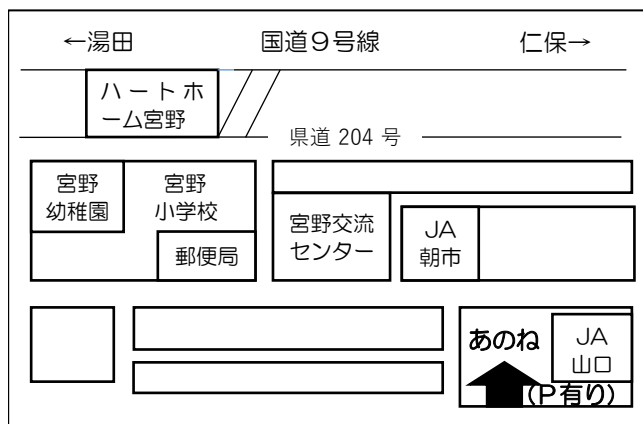 ←湯田 国道9号線 仁保→
ハートホ
ーム宮野
県道 204 号
宮野
幼稚園
宮野
小学校
郵便局
宮野交流
センター
JA
朝市
あのね
JA
山口
(P有り)